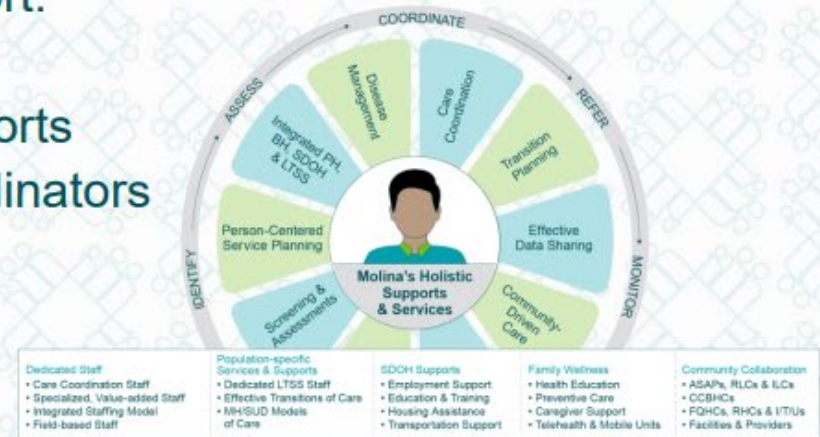 rt.
orts
linators
COORDINATE
ASSESS
REFER
IDENTIFY
MONITOR
Disease
Management
Care
Coordination
Integrated PH,
BH, SDOH
& LTSS
Transition
Planning
Person-Centered
Service Planning
Effective
Data Sharing
Screening &
Assessments
Community-
Driven
Care
Molina's Holistic
Supports
& Services
Dedicated Staff
• Care Coordination Staff
• Specialized, Value-added Staff
• Integrated Staffing Model
• Field-based Staff
Population-specific
Services & Supports
• Dedicated LTSS Staff
• Effective Transitions of Care
• MH/SUD Models
of Care
SDOH Supports
• Employment Support
• Education & Training
• Housing Assistance
• Transportation Support
Family Wellness
• Health Education
• Preventive Care
• Caregiver Support
• Telehealth & Mobile Units
Community Collaboration
• ASAPs, RLCs & ILCs
• CCBHCs
• FQHCs, RHCs & I/T/Us
• Facilities & Providers